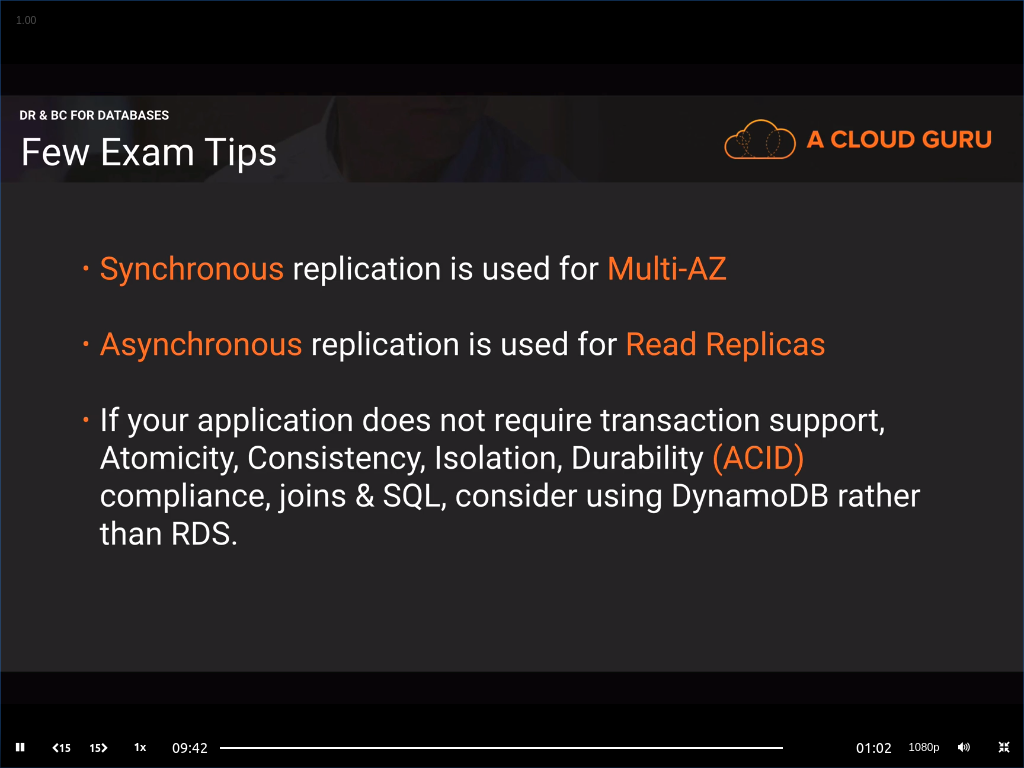 1.00
DR & BC FOR DATABASES
Few Exam Tips
A CLOUD GURU
• Synchronous replication is used for Multi-AZ
• Asynchronous replication is used for Read Replicas
• If your application does not require transaction support,
Atomicity, Consistency, Isolation, Durability (ACID)
compliance, joins & SQL, consider using DynamoDB rather
than RDS.
15 15 1x 09:42 01:02 1080p